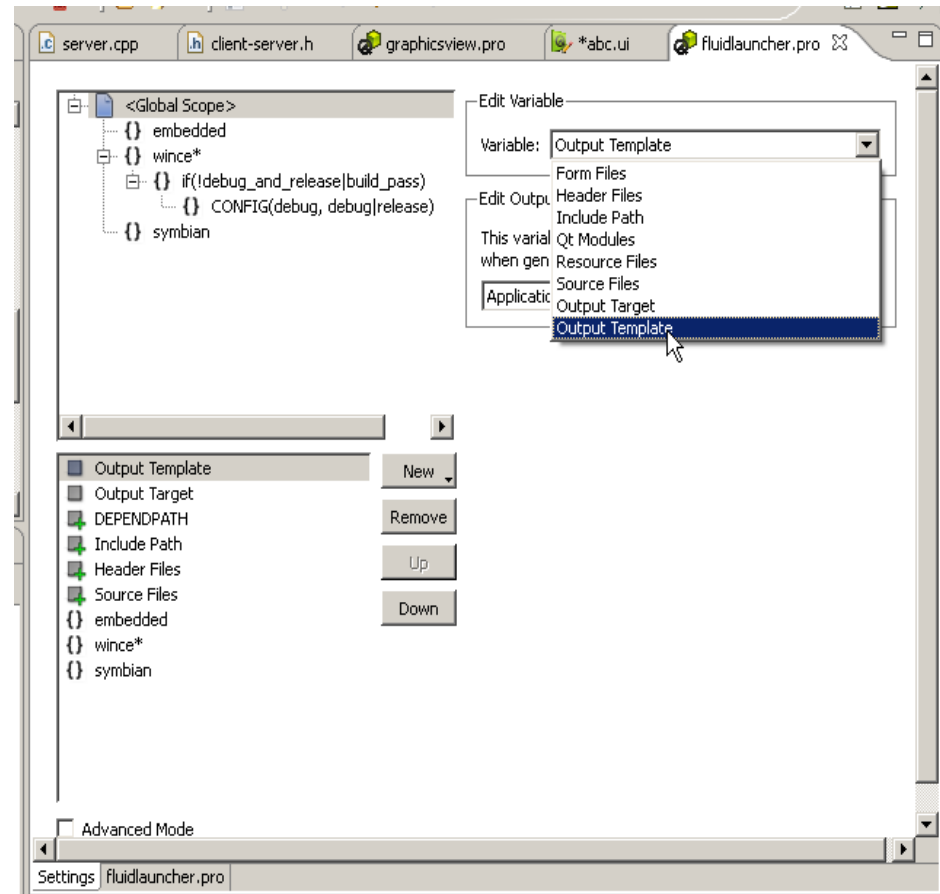 server.cpp
client-server.h
graphicsview.pro
*abc.ui
fluidlauncher.pro
<Global Scope>
{} embedded
{} wince*
{} if(!debug_and_release|build_pass)
{} CONFIG(debug, debug|release)
{} symbian
Edit Variable
Variable: Output Template
Form Files
Header Files
Include Path
Qt Modules
Resource Files
Source Files
Output Target
Output Template
Edit Outpu
This varial
when gen
Applicatio
Output Template
Output Target
DEPENDPATH
Include Path
Header Files
Source Files
{} embedded
{} wince*
{} symbian
New
Remove
Up
Down
Advanced Mode
Settings
fluidlauncher.pro